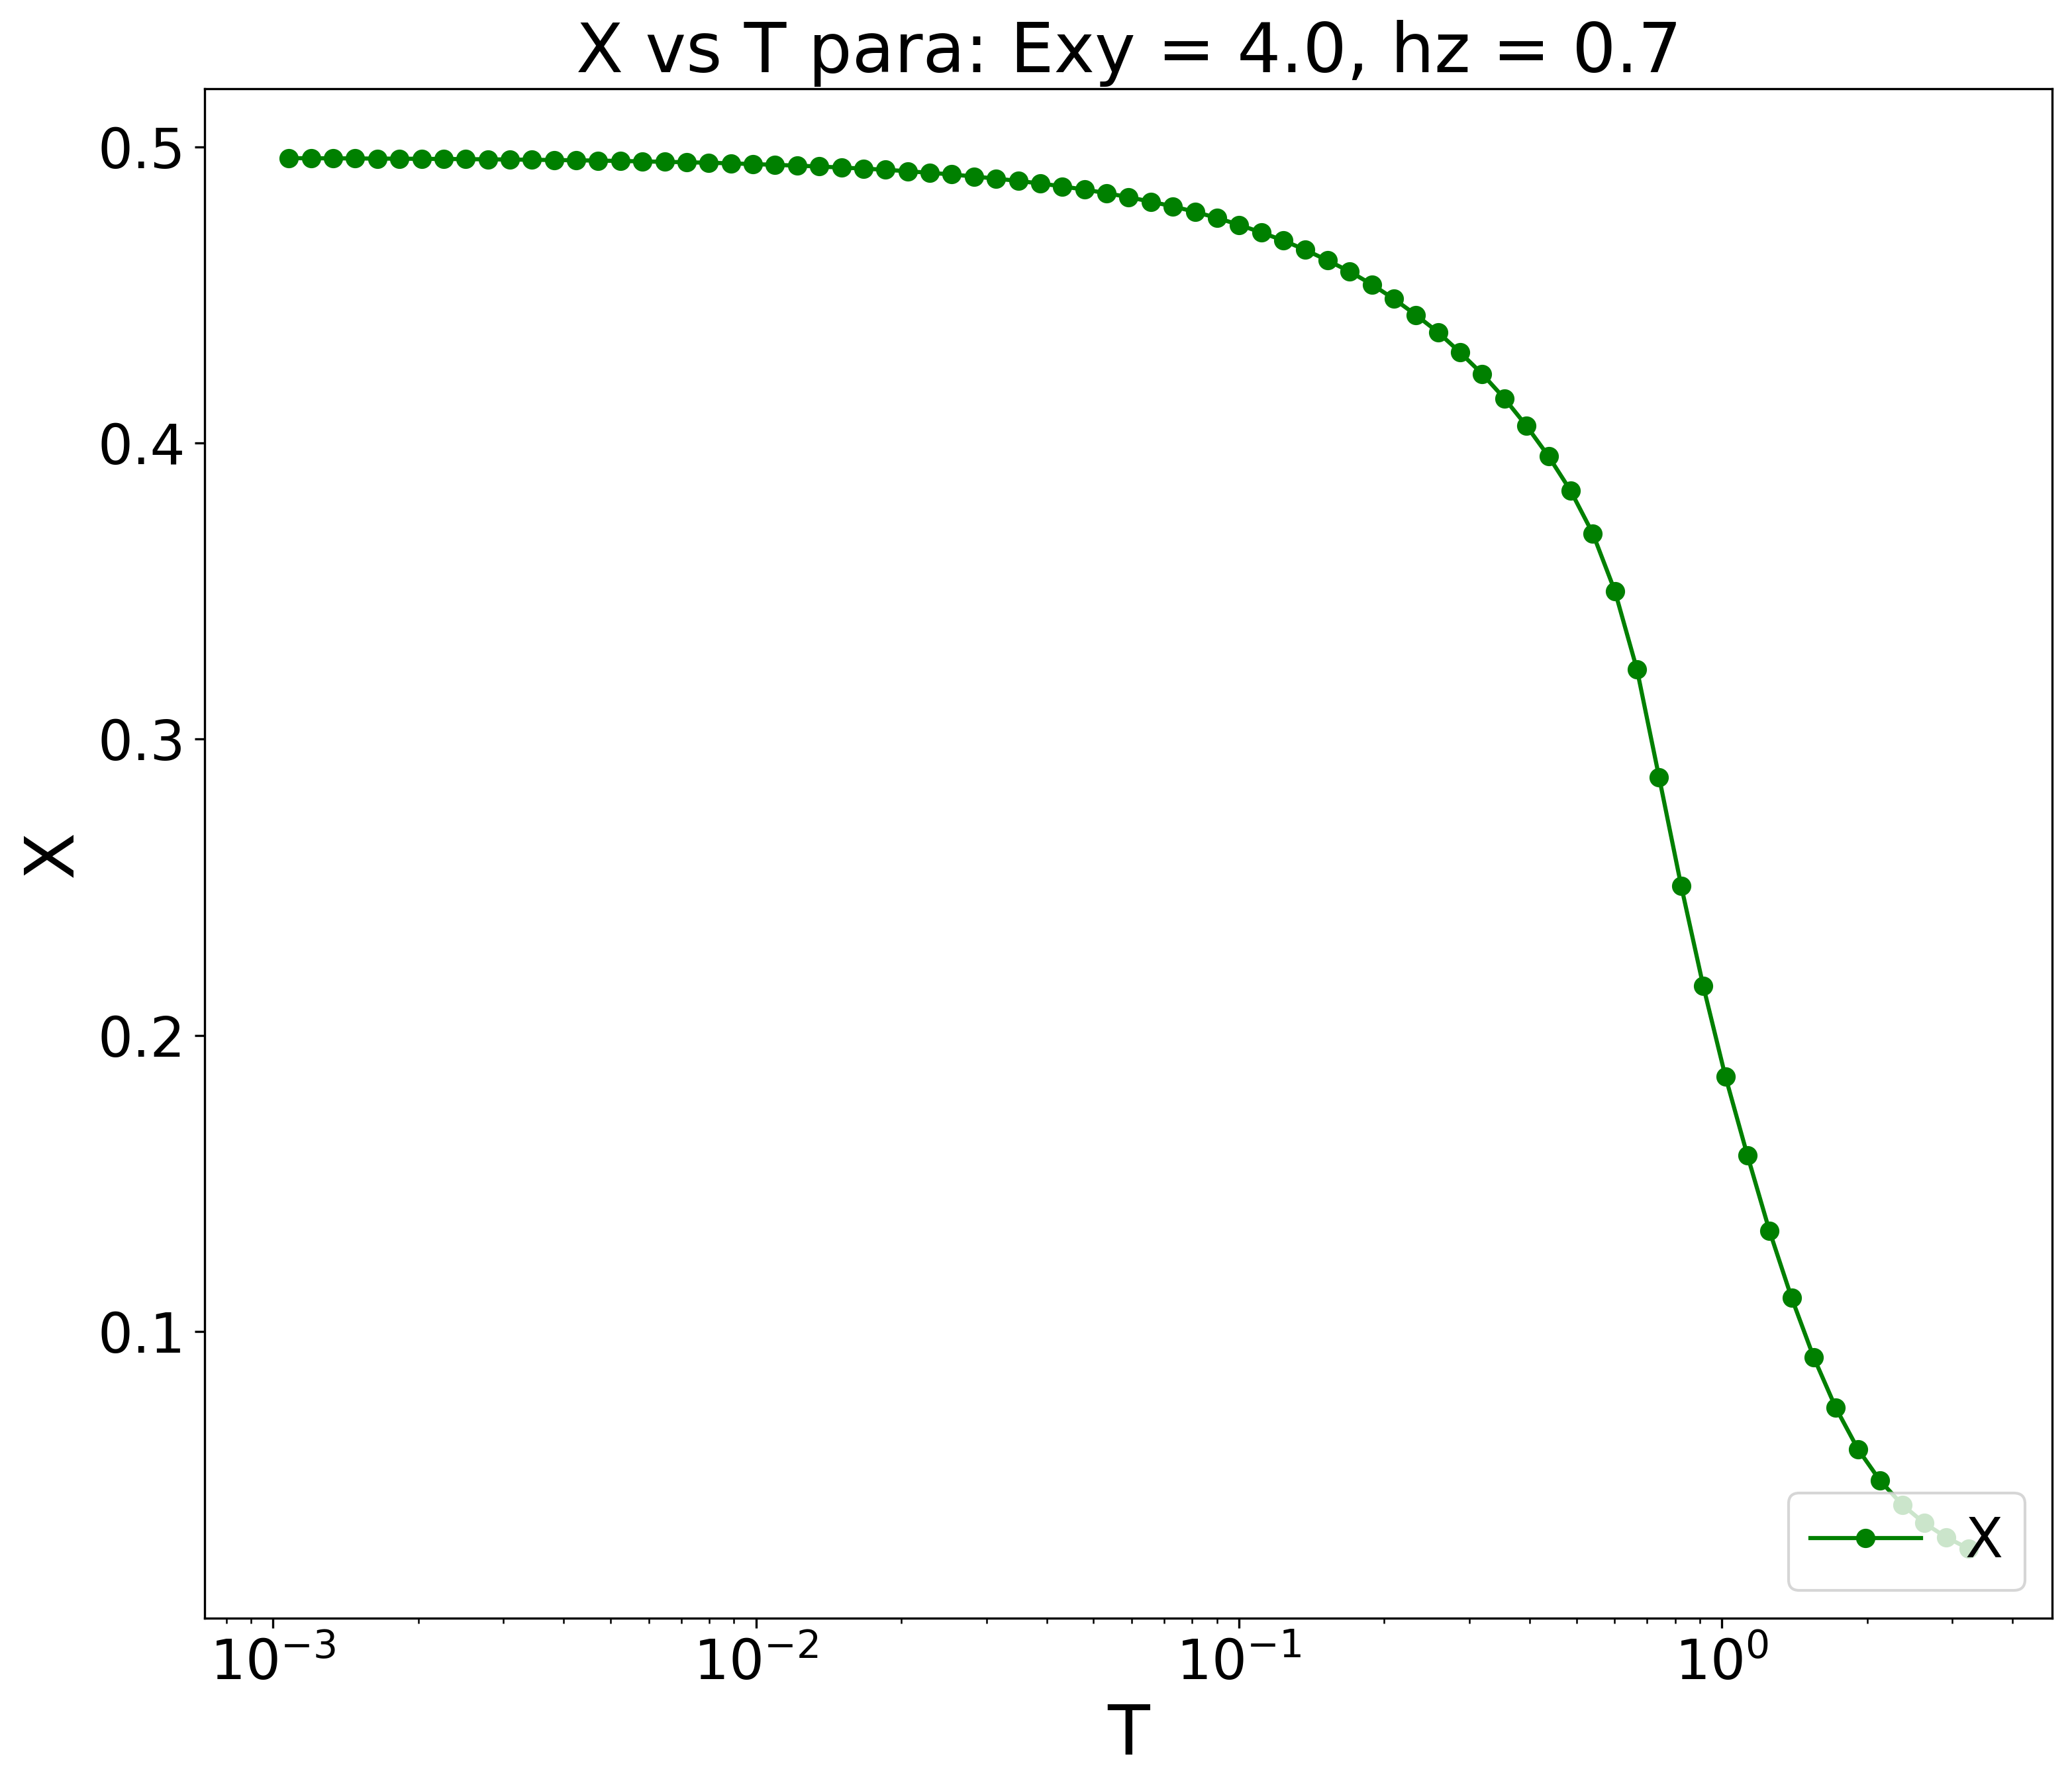 X vs T para: Exy = 4.0, hz = 0.7
0.5
0.4
0.3
0.2
0.1
X
10⁻³ 10⁻² 10⁻¹ 10⁰
T
X